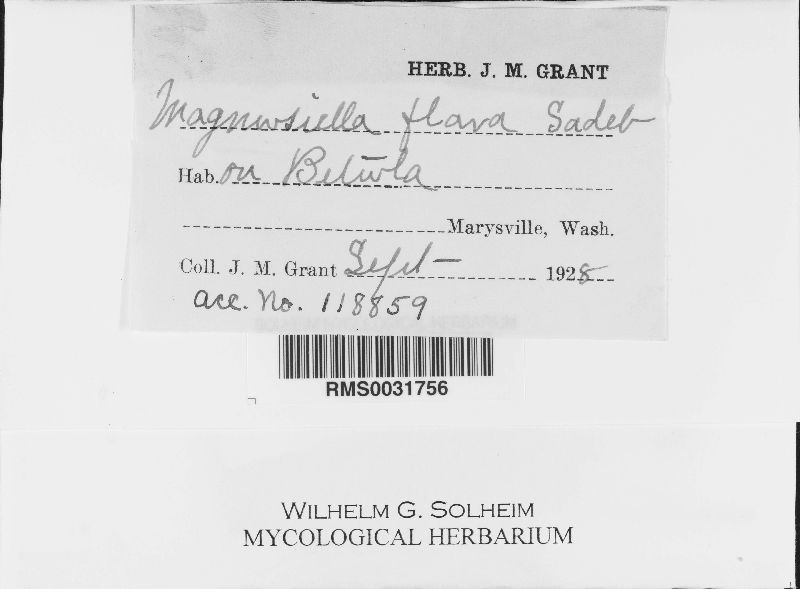 HERB. J. M. GRANT
Magnusiella flava Sadeb
Hab. on Betula
Marysville, Wash.
Coll. J. M. Grant Sept- 1928
acc. No. 118859
RMS0031756
WILHELM G. SOLHEIM
MYCOLOGICAL HERBARIUM